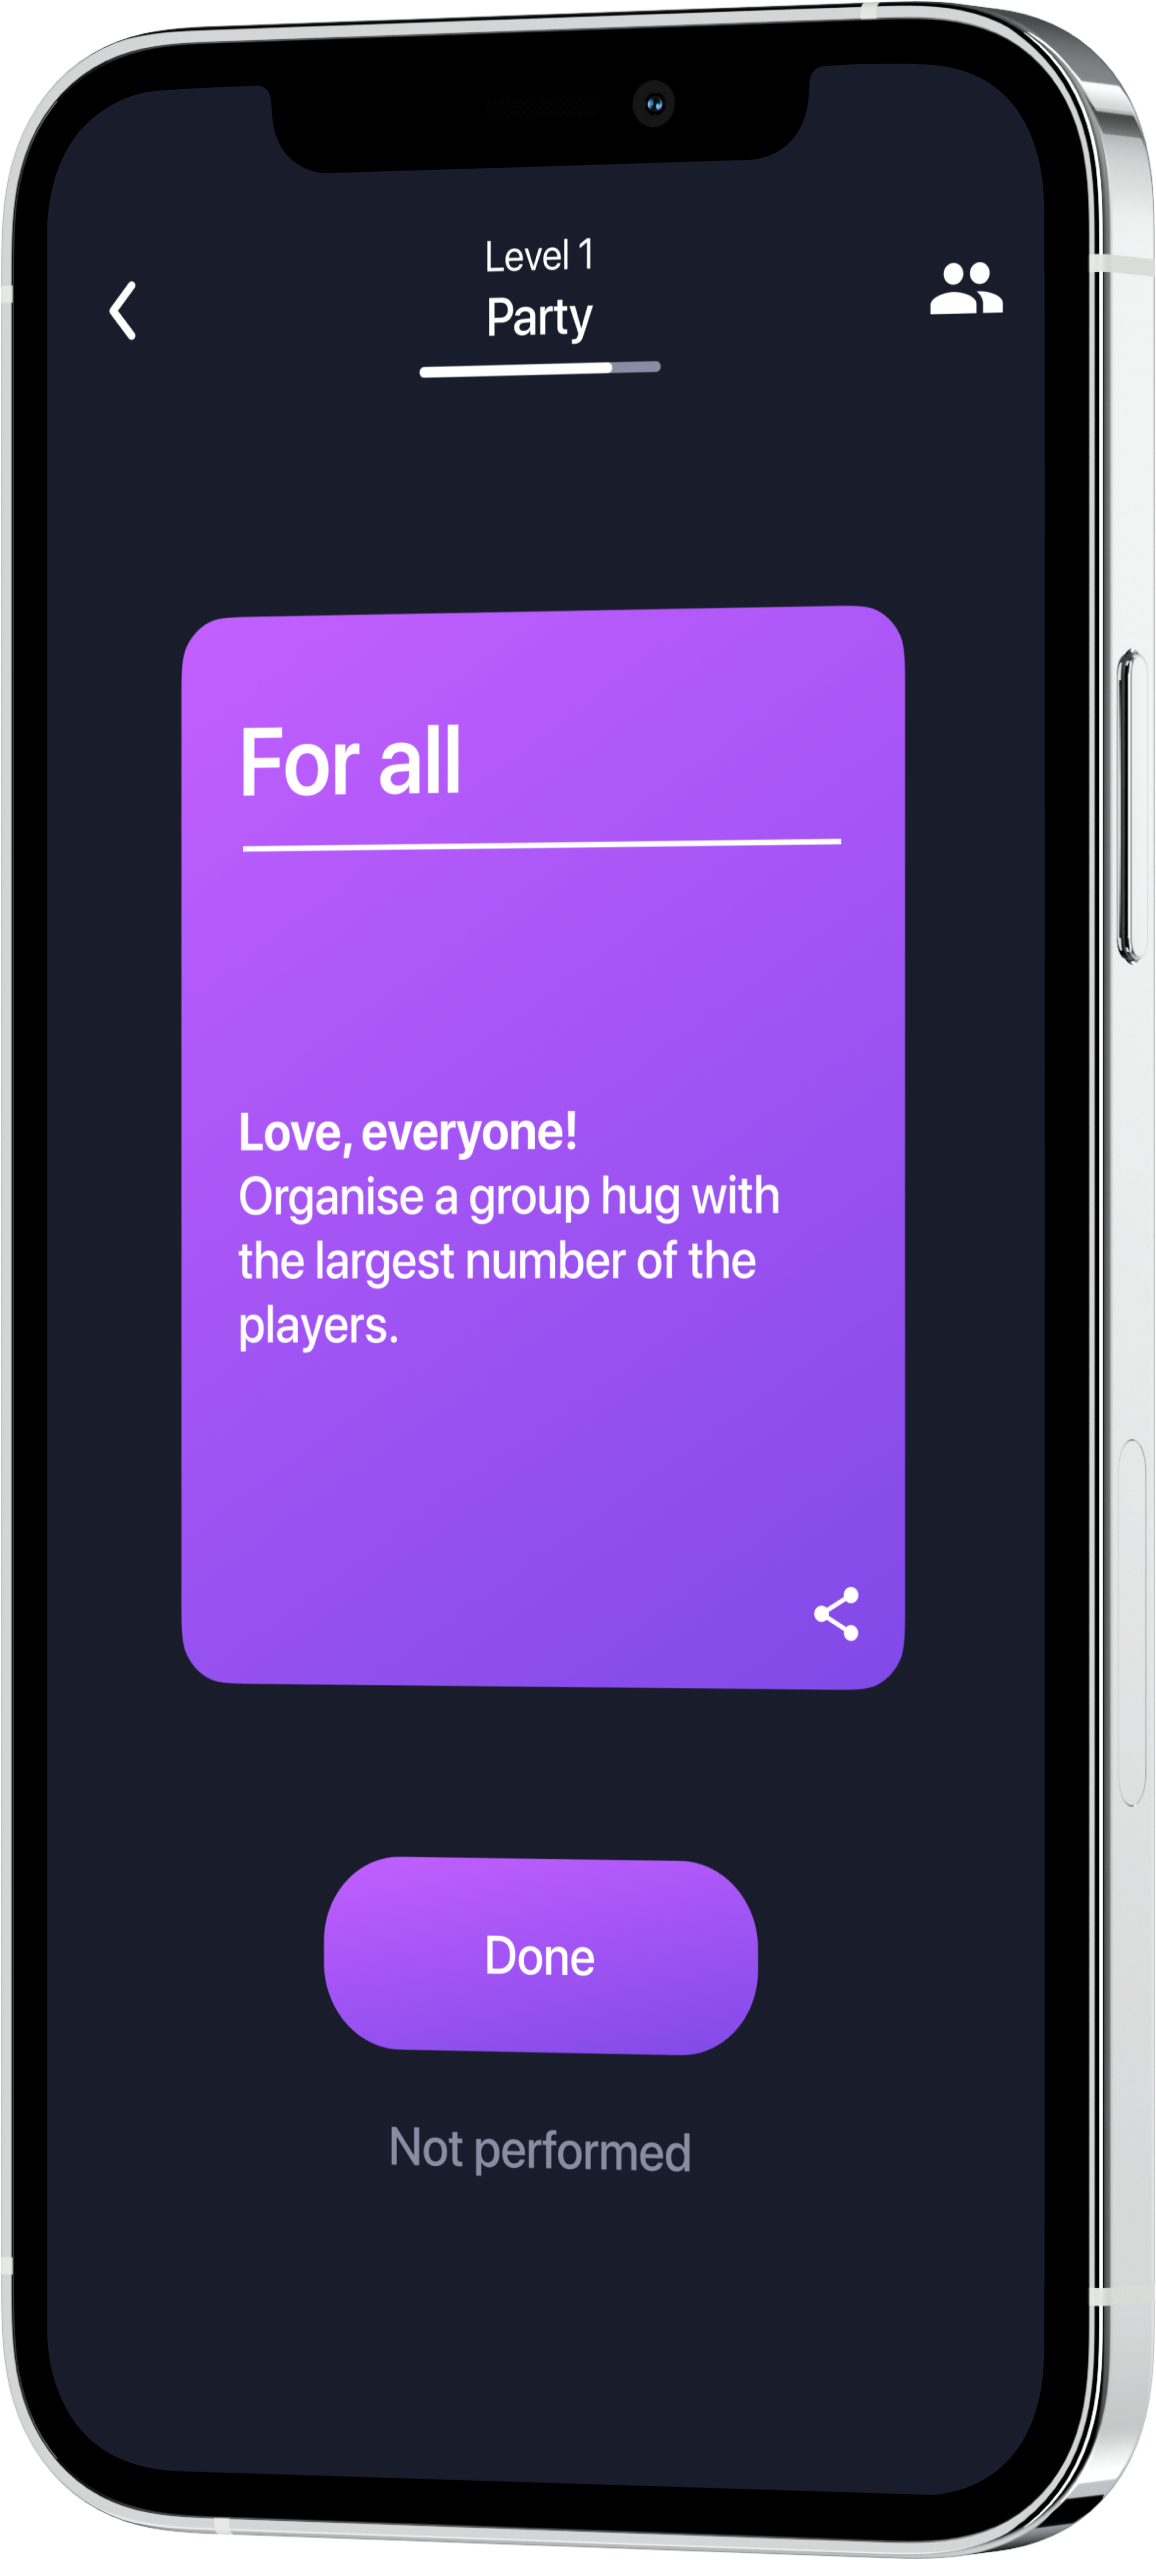 Level 1
Party
For all
Love, everyone!
Organise a group hug with
the largest number of the
players.
Done
Not performed